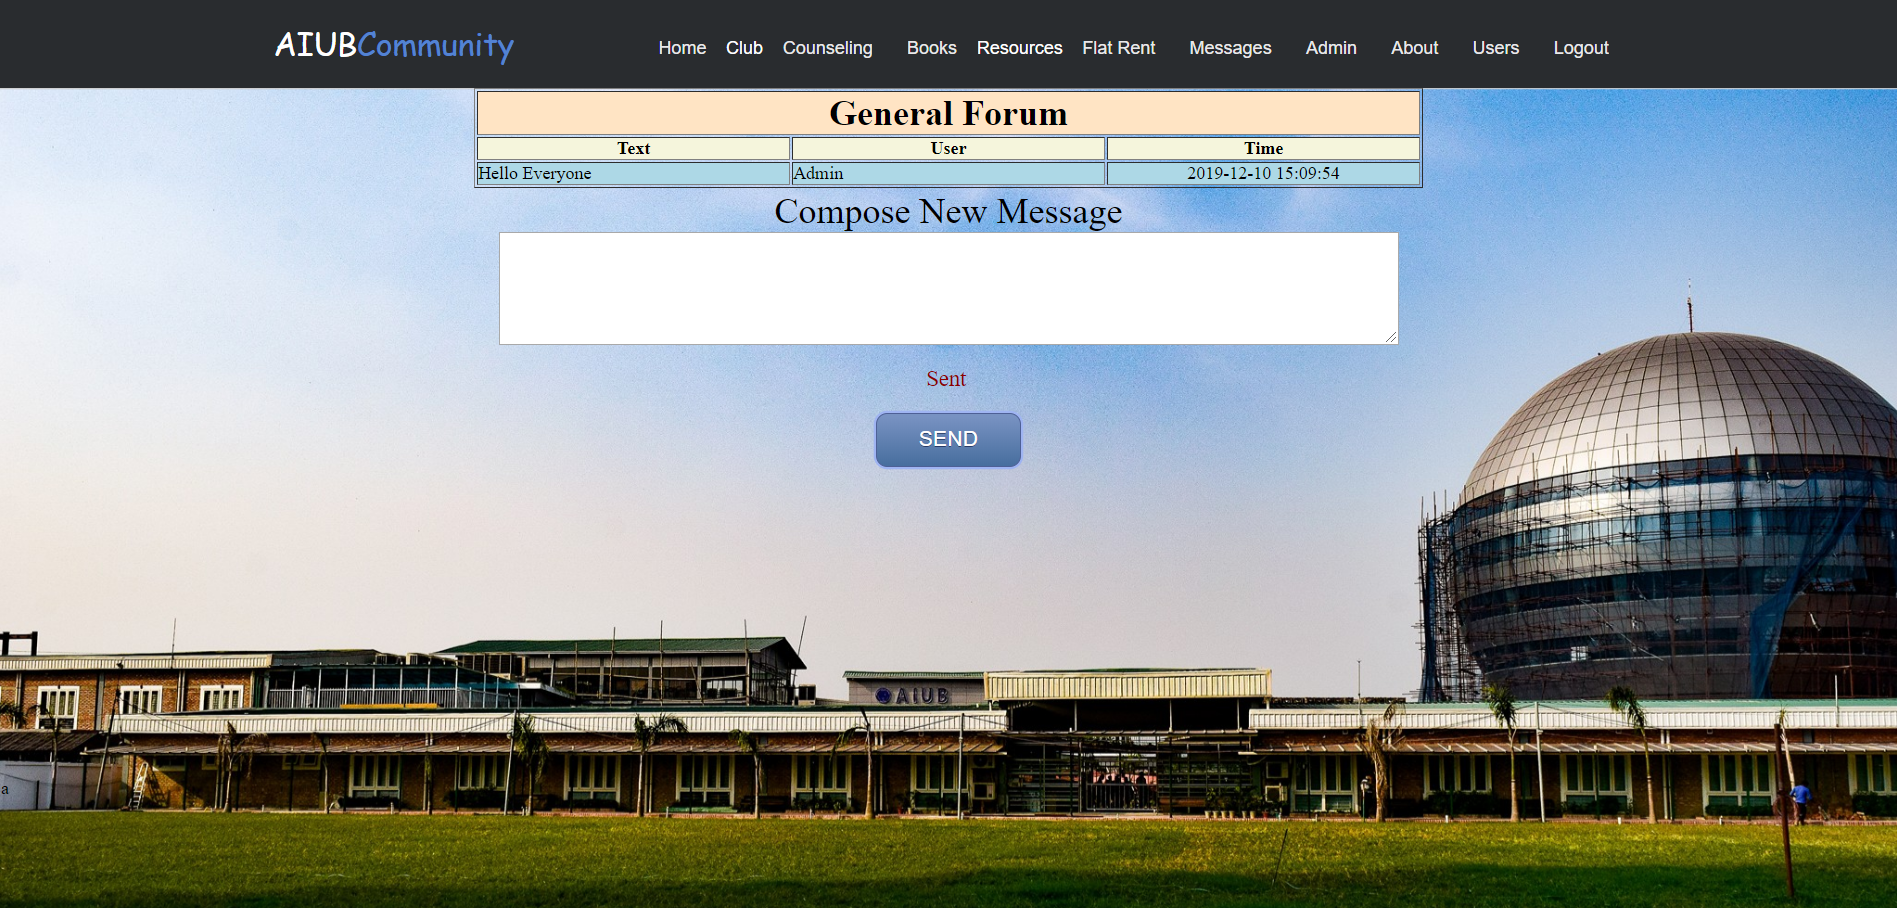 AIUBCommunity
Home Club Counseling Books Resources Flat Rent Messages Admin About Users Logout
General Forum
Text User Time
Hello Everyone Admin 2019-12-10 15:09:54
Compose New Message
Sent
SEND
AIUB
a